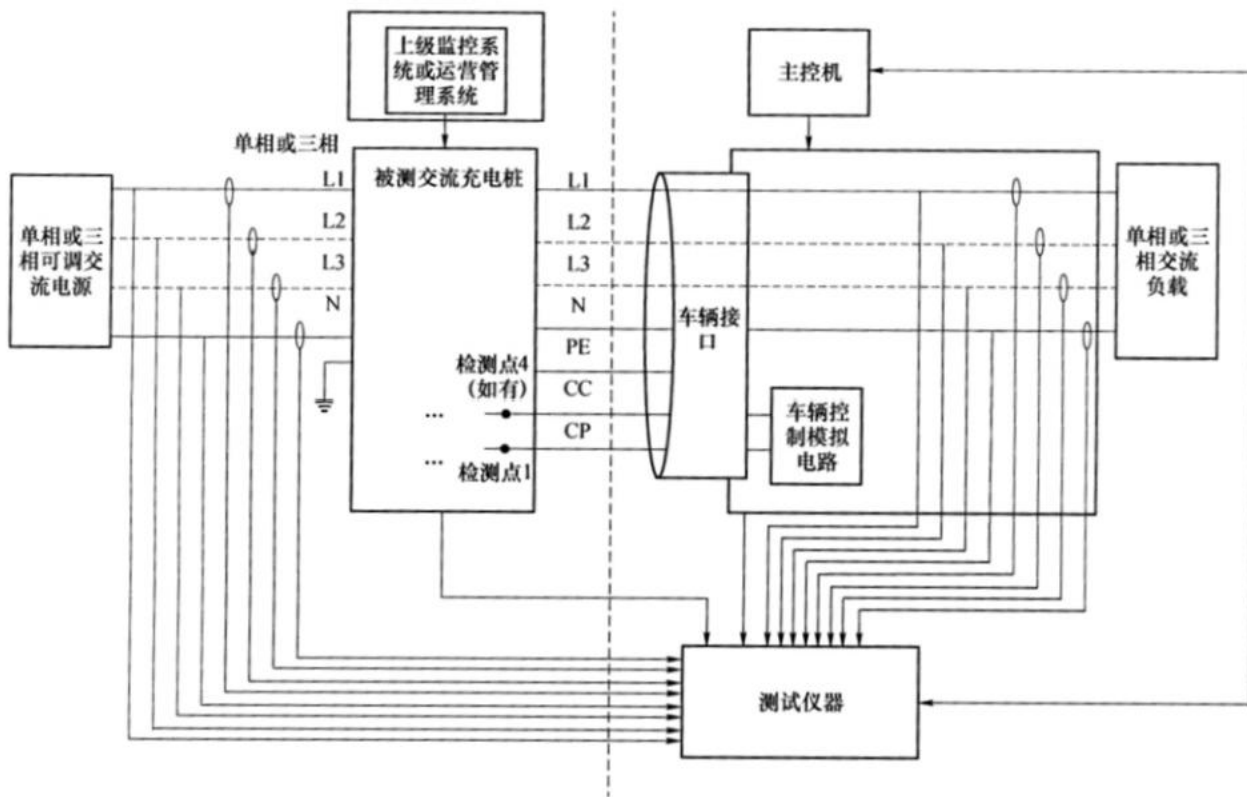 上级监控系
统或运营管
理系统
主控机
单相或三相
被测交流充电桩
L1
L2
L3
N
单相或三
相可调交
流电源
L1
L2
L3
N
PE
CC
CP
检测点4
（如有）
...
...
检测点1
车辆接
口
车辆控
制模拟
电路
单相或三
相交流
负载
测试仪器